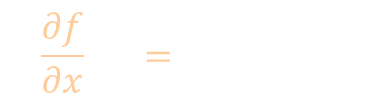 ∂f/∂x =